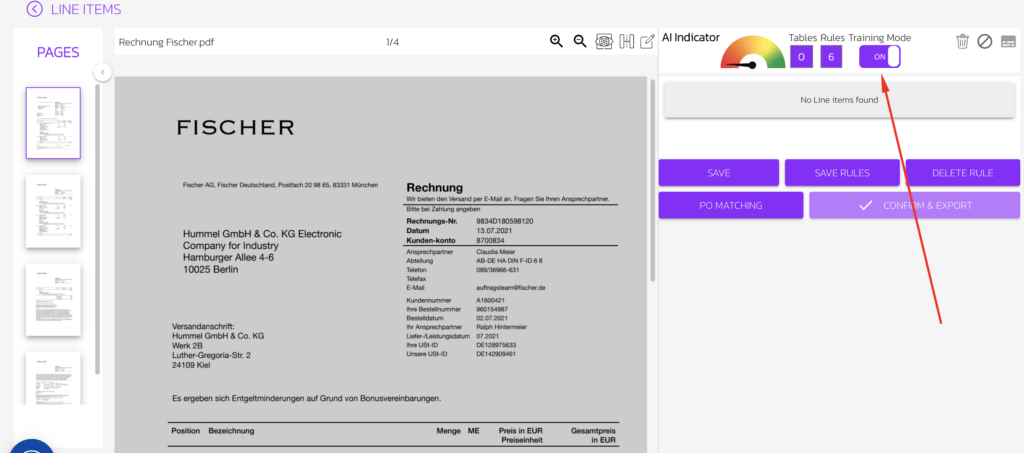 LINE ITEMS
PAGES
Rechnung Fischer.pdf
1/4
AI Indicator
Tables Rules Training Mode
0 6 ON
No Line items found
SAVE
SAVE RULES
DELETE RULE
PO MATCHING
CONFIRM & EXPORT
FISCHER
Fischer AG, Fischer Deutschland, Postfach 20 98 65, 83331 München
Rechnung
Wir bieten den Versand per E-Mail an. Fragen Sie Ihren Ansprechpartner.
Bitte bei Zahlung angeben
Rechnungs-Nr. 9834D180598120
Datum 13.07.2021
Kunden-konto 8700834
Ansprechpartner Claudia Meier
Abteilung AB-DE HA DIN F-ID 6 8
Telefon 089/36966-631
Telefax
E-Mail auftragsteam@fischer.de
Kundennummer A1600421
Ihre Bestellnummer 960154987
Bestelldatum 02.07.2021
Ihr Ansprechpartner Ralph Hintermeier
Liefer-/Leistungsdatum 07.2021
Ihre USt-ID DE128975633
Unsere USt-ID DE142909461
Hummel GmbH & Co. KG Electronic
Company for Industry
Hamburger Allee 4-6
10025 Berlin
Versandanschrift:
Hummel GmbH & Co. KG
Werk 2B
Luther-Gregoria-Str. 2
24109 Kiel
Es ergeben sich Entgeltminderungen auf Grund von Bonusvereinbarungen.
Position Bezeichnung Menge ME Preis in EUR Gesamtpreis
Preiseinheit in EUR